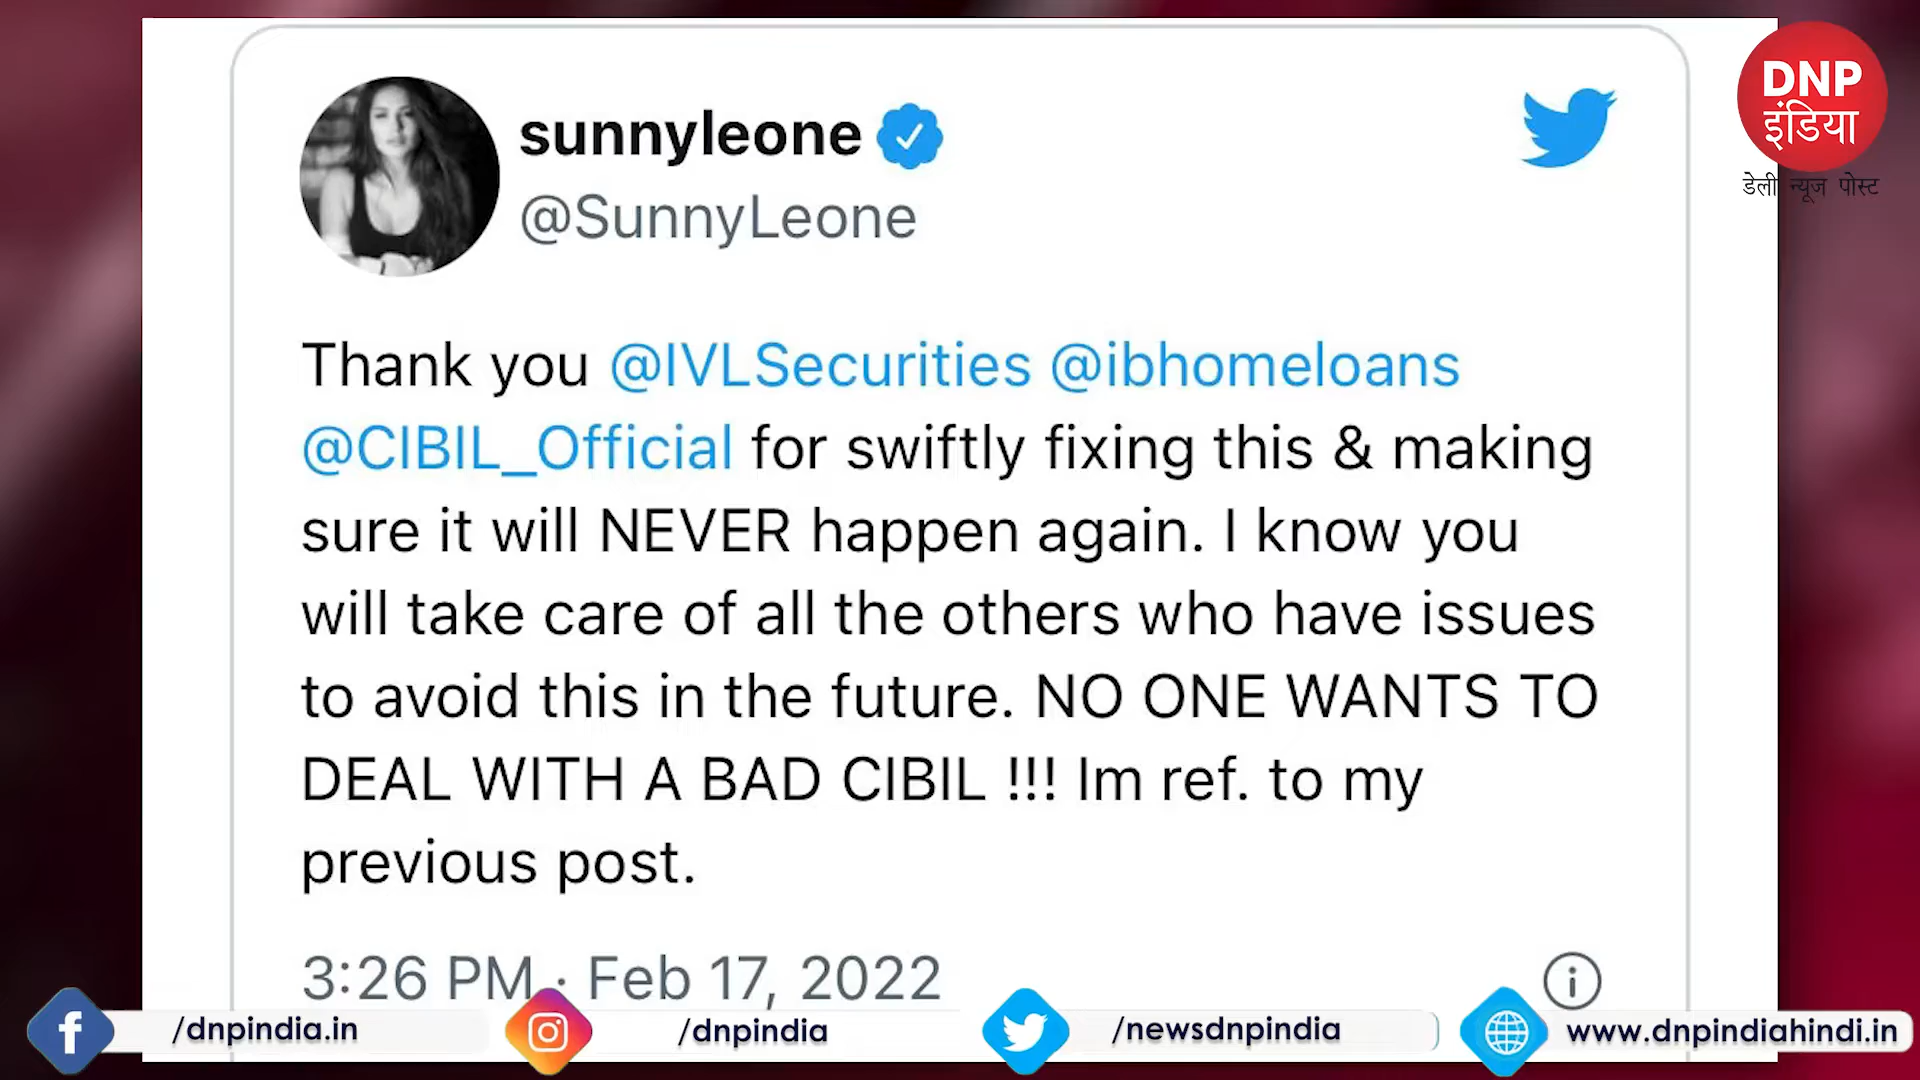 sunnyleone
@SunnyLeone
DNP
इंडिया
डेली न्यूज पोस्ट
Thank you @IVLSecurities @ibhomeloans
@CIBIL_Official for swiftly fixing this & making
sure it will NEVER happen again. I know you
will take care of all the others who have issues
to avoid this in the future. NO ONE WANTS TO
DEAL WITH A BAD CIBIL !!! Im ref. to my
previous post.
3:26 PM · Feb 17, 2022
/dnpindia.in
/dnpindia
/newsdnpindia
www.dnpindiahindi.in